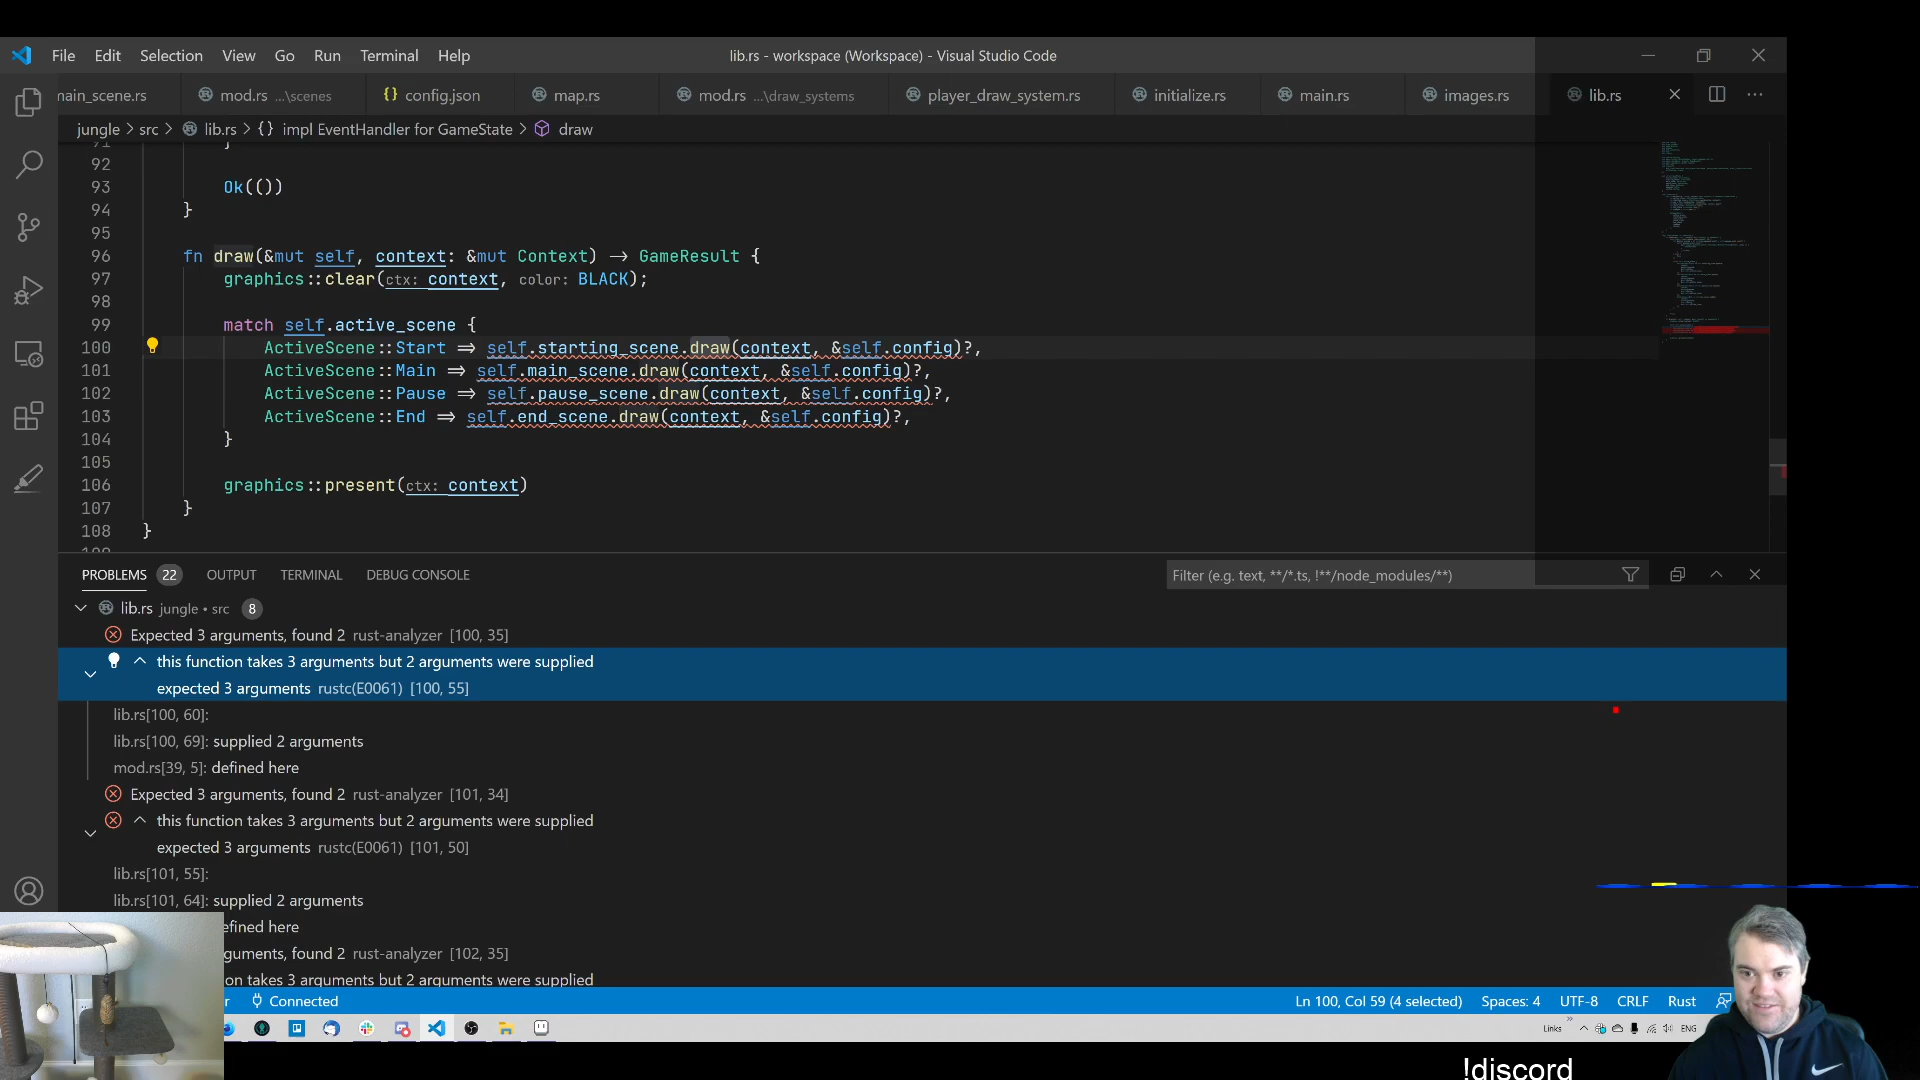 File Edit Selection View Go Run Terminal Help
lib.rs - workspace (Workspace) - Visual Studio Code
main_scene.rs
mod.rs ...\scenes
config.json
map.rs
mod.rs ...\draw_systems
player_draw_system.rs
initialize.rs
main.rs
images.rs
lib.rs
jungle > src > lib.rs > {} impl EventHandler for GameState > draw
91 }
92
93 Ok(())
94 }
95
96 fn draw(&mut self, context: &mut Context) → GameResult {
97 graphics::clear(ctx: context, color: BLACK);
98
99 match self.active_scene {
100 ActiveScene::Start ⇒ self.starting_scene.draw(context, &self.config)?,
101 ActiveScene::Main ⇒ self.main_scene.draw(context, &self.config)?,
102 ActiveScene::Pause ⇒ self.pause_scene.draw(context, &self.config)?,
103 ActiveScene::End ⇒ self.end_scene.draw(context, &self.config)?,
104 }
105
106 graphics::present(ctx: context)
107 }
108 }
109
PROBLEMS 22 OUTPUT TERMINAL DEBUG CONSOLE
Filter (e.g. text, **/*.ts, !**/node_modules/**)
lib.rs jungle • src 8
Expected 3 arguments, found 2 rust-analyzer [100, 35]
this function takes 3 arguments but 2 arguments were supplied
expected 3 arguments rustc(E0061) [100, 55]
lib.rs[100, 60]:
lib.rs[100, 69]: supplied 2 arguments
mod.rs[39, 5]: defined here
Expected 3 arguments, found 2 rust-analyzer [101, 34]
this function takes 3 arguments but 2 arguments were supplied
expected 3 arguments rustc(E0061) [101, 50]
lib.rs[101, 55]:
lib.rs[101, 64]: supplied 2 arguments
efined here
guments, found 2 rust-analyzer [102, 35]
on takes 3 arguments but 2 arguments were supplied
r Connected
Ln 100, Col 59 (4 selected) Spaces: 4 UTF-8 CRLF Rust
Links ENG
!discord